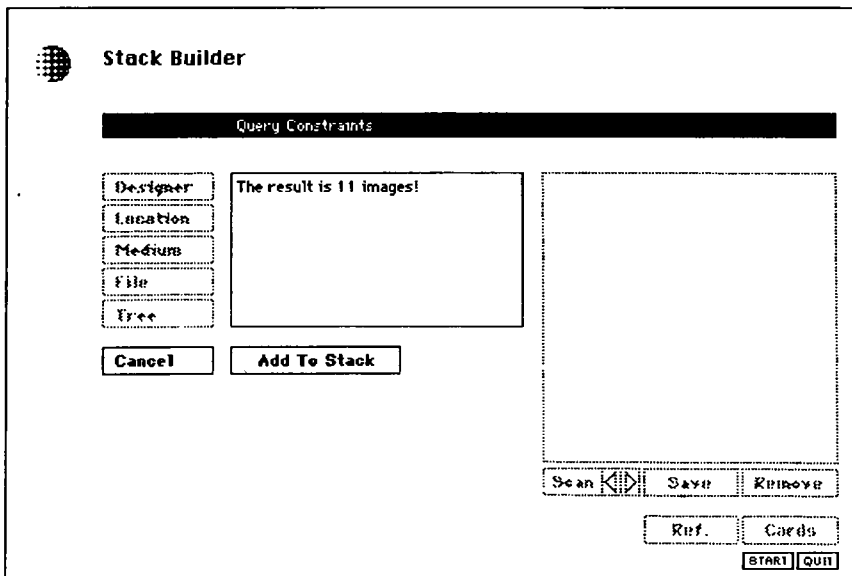 Stack Builder
Query Constraints
Designer
Location
Medium
File
Tree
The result is 11 images!
Cancel
Add To Stack
Scan
Save
Remove
Ref.
Cards
START
QUIT